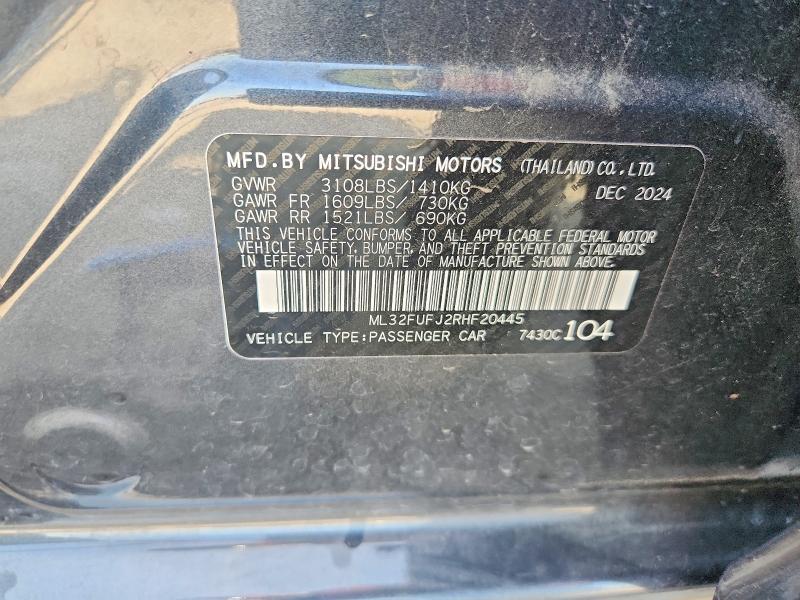 MFD.BY MITSUBISHI MOTORS (THAILAND) CO., LTD.
GVWR 3108LBS/1410KG DEC 2024
GAWR FR 1609LBS/ 730KG
GAWR RR 1521LBS/ 690KG
THIS VEHICLE CONFORMS TO ALL APPLICABLE FEDERAL MOTOR
VEHICLE SAFETY, BUMPER, AND THEFT PREVENTION STANDARDS
IN EFFECT ON THE DATE OF MANUFACTURE SHOWN ABOVE.
ML32FUFJ2RHF20445
VEHICLE TYPE:PASSENGER CAR 7430C 104